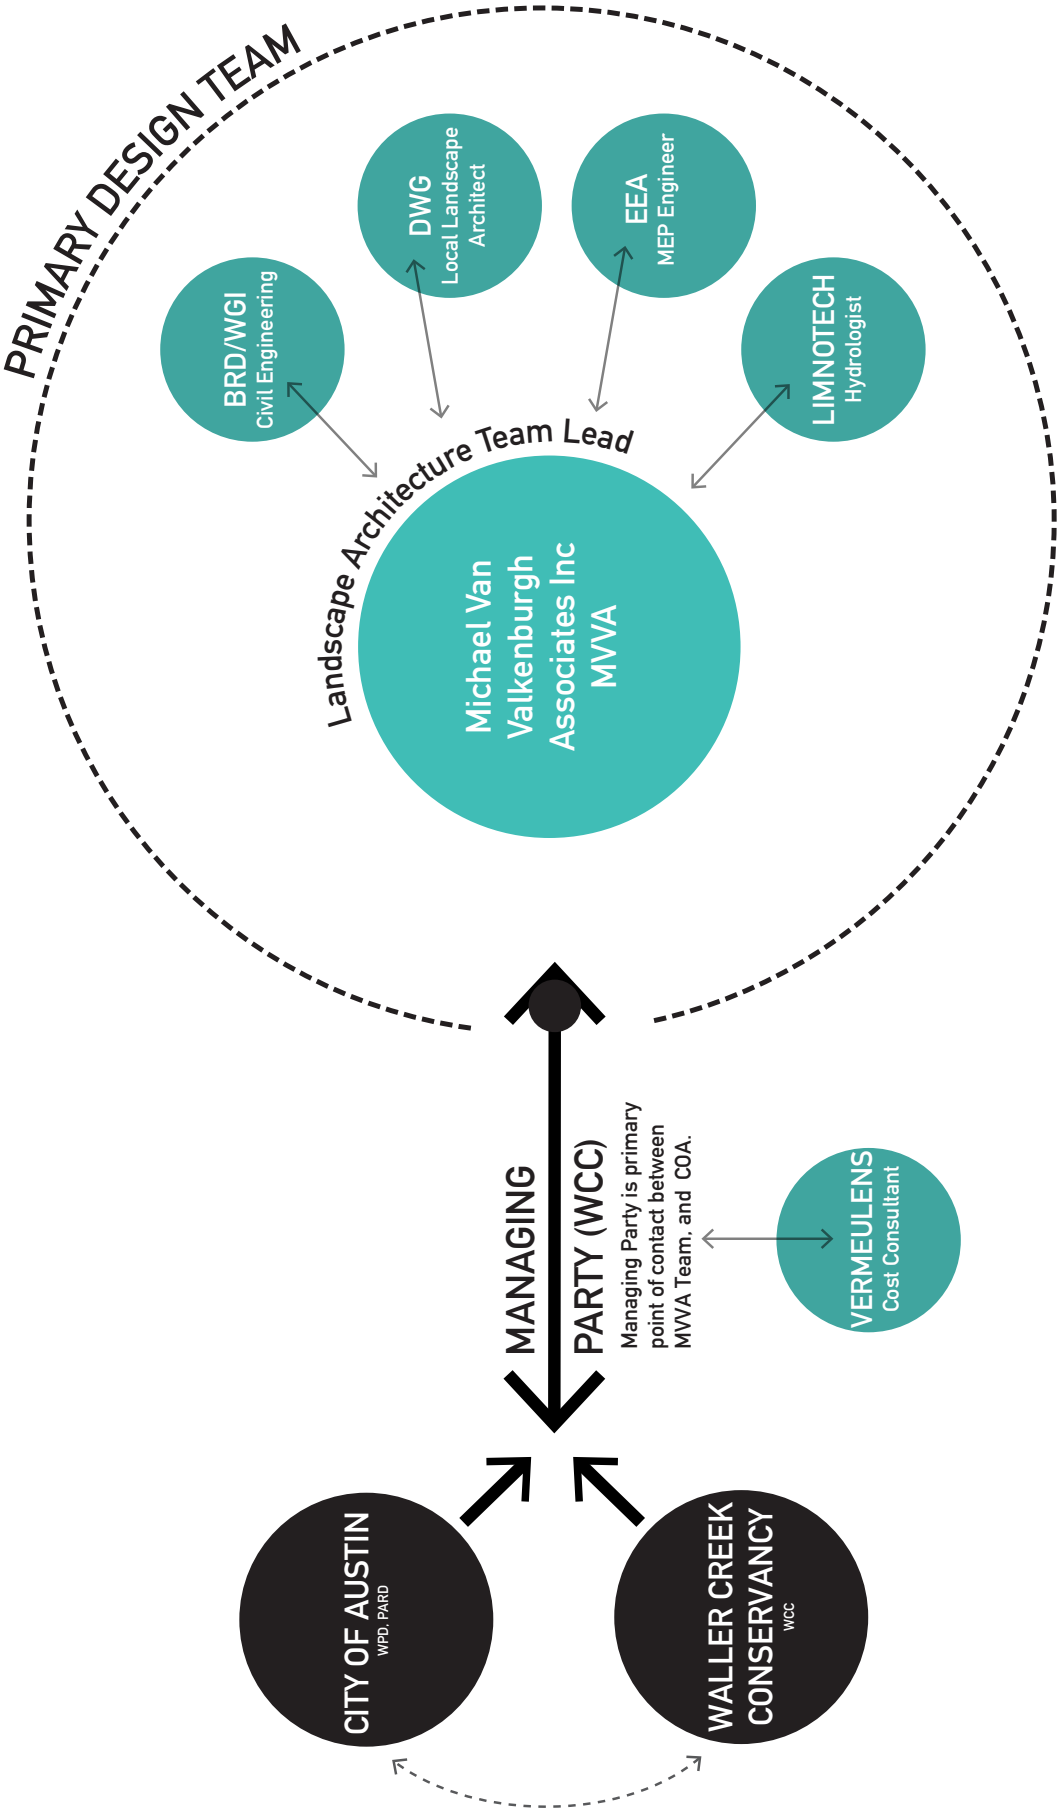 CITY OF AUSTIN
WPD, PARD
WALLER CREEK
CONSERVANCY
WCC
MANAGING
PARTY (WCC)
Managing Party is primary
point of contact between
MVVA Team, and COA.
VERMEULENS
Cost Consultant
PRIMARY DESIGN TEAM
Landscape Architecture Team Lead
Michael Van
Valkenburgh
Associates Inc
MVVA
BRD/WGI
Civil Engineering
DWG
Local Landscape
Architect
EEA
MEP Engineer
LIMNOTECH
Hydrologist